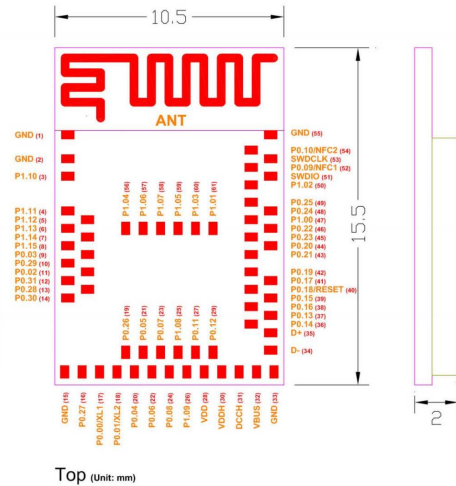 10.5
ANT
GND (1)
GND (2)
P1.10 (3)
P1.11 (4)
P1.12 (5)
P1.13 (6)
P1.14 (7)
P1.15 (8)
P0.03 (9)
P0.29 (10)
P0.02 (11)
P0.31 (12)
P0.28 (13)
P0.30 (14)
P1.04 (56)
P1.06 (57)
P1.07 (58)
P1.05 (59)
P1.03 (60)
P1.01 (61)
P0.26 (19)
P0.05 (21)
P0.07 (23)
P1.08 (25)
P0.11 (27)
P0.12 (29)
GND (55)
P0.10/NFC2 (54)
SWDCLK (53)
P0.09/NFC1 (52)
SWDIO (51)
P1.02 (50)
P0.25 (49)
P0.24 (48)
P1.00 (47)
P0.22 (46)
P0.23 (45)
P0.20 (44)
P0.21 (43)
P0.19 (42)
P0.17 (41)
P0.18/RESET (40)
P0.15 (39)
P0.16 (38)
P0.13 (37)
P0.14 (36)
D+ (35)
D- (34)
15.5
2
GND (15)
P0.27 (16)
P0.00/XL1 (17)
P0.01/XL2 (18)
P0.04 (20)
P0.06 (22)
P0.08 (24)
P1.09 (26)
VDD (28)
VDDH (30)
DCCH (31)
VBUS (32)
GND (33)
Top (Unit: mm)